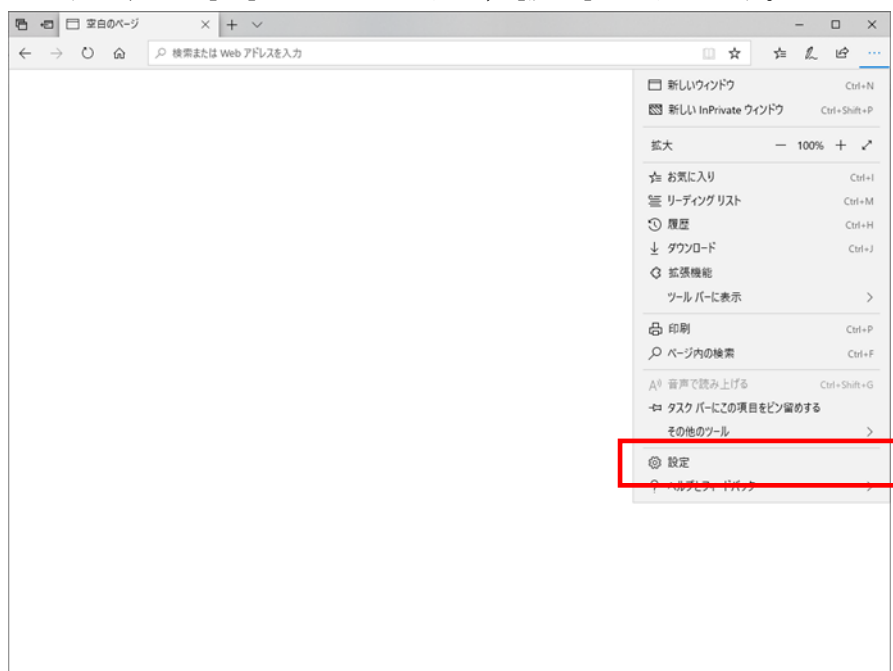 空白のページ
検索または Web アドレスを入力
新しいウィンドウ Ctrl+N
新しい InPrivate ウィンドウ Ctrl+Shift+P
拡大 100%
お気に入り Ctrl+I
リーディング リスト Ctrl+M
履歴 Ctrl+H
ダウンロード Ctrl+J
拡張機能
ツール バーに表示
印刷 Ctrl+P
ページ内の検索 Ctrl+F
音声で読み上げる Ctrl+Shift+G
タスク バーにこの項目をピン留めする
その他のツール
設定